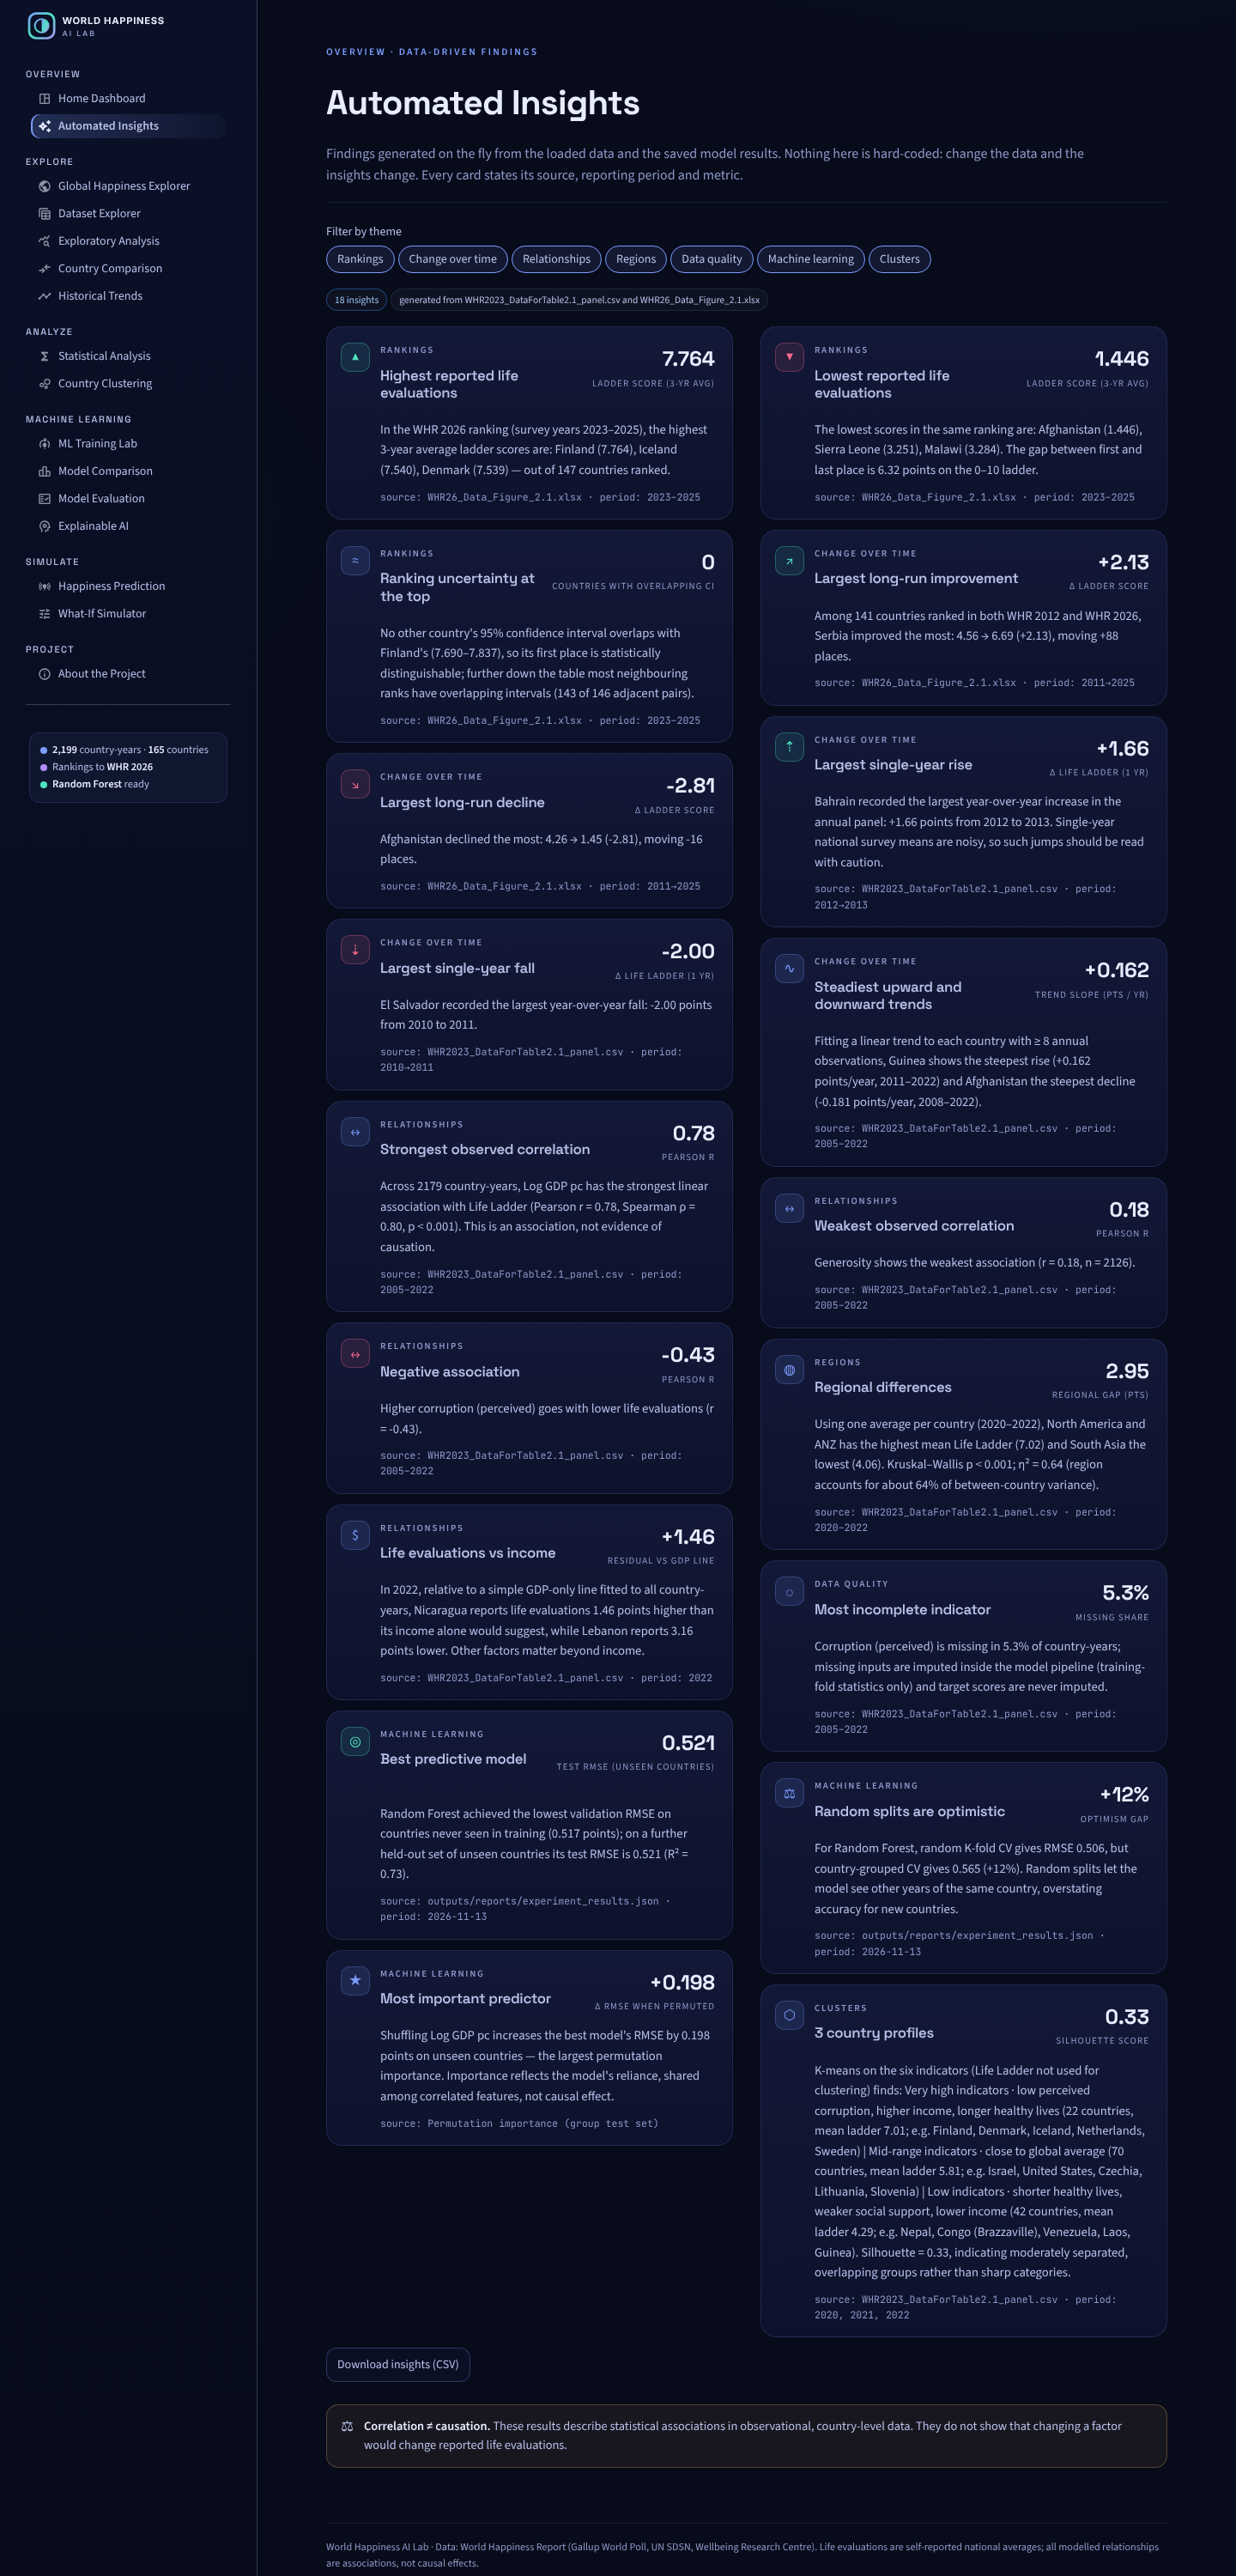 WORLD HAPPINESS
AI LAB
OVERVIEW
Home Dashboard
Automated Insights
EXPLORE
Global Happiness Explorer
Dataset Explorer
Exploratory Analysis
Country Comparison
Historical Trends
ANALYZE
Statistical Analysis
Country Clustering
MACHINE LEARNING
ML Training Lab
Model Comparison
Model Evaluation
Explainable AI
SIMULATE
Happiness Prediction
What-If Simulator
PROJECT
About the Project
2,199 country-years · 165 countries
Rankings to WHR 2026
Random Forest ready
OVERVIEW · DATA-DRIVEN FINDINGS
Automated Insights
Findings generated on the fly from the loaded data and the saved model results. Nothing here is hard-coded: change the data and the
insights change. Every card states its source, reporting period and metric.
Filter by theme
Rankings
Change over time
Relationships
Regions
Data quality
Machine learning
Clusters
18 insights
generated from WHR2023_DataForTable2.1_panel.csv and WHR26_Data_Figure_2.1.xlsx
RANKINGS
Highest reported life
evaluations
7.764
LADDER SCORE (3-YR AVG)
In the WHR 2026 ranking (survey years 2023–2025), the highest
3-year average ladder scores are: Finland (7.764), Iceland
(7.540), Denmark (7.539) — out of 147 countries ranked.
source: WHR26_Data_Figure_2.1.xlsx · period: 2023–2025
RANKINGS
Lowest reported life
evaluations
1.446
LADDER SCORE (3-YR AVG)
The lowest scores in the same ranking are: Afghanistan (1.446),
Sierra Leone (3.251), Malawi (3.284). The gap between first and
last place is 6.32 points on the 0–10 ladder.
source: WHR26_Data_Figure_2.1.xlsx · period: 2023–2025
≈
RANKINGS
Ranking uncertainty at
the top
0
COUNTRIES WITH OVERLAPPING CI
No other country's 95% confidence interval overlaps with
Finland's (7.690–7.837), so its first place is statistically
distinguishable; further down the table most neighbouring
ranks have overlapping intervals (143 of 146 adjacent pairs).
source: WHR26_Data_Figure_2.1.xlsx · period: 2023–2025
CHANGE OVER TIME
Largest long-run improvement
+2.13
Δ LADDER SCORE
Among 141 countries ranked in both WHR 2012 and WHR 2026,
Serbia improved the most: 4.56 → 6.69 (+2.13), moving +88
places.
source: WHR26_Data_Figure_2.1.xlsx · period: 2011→2025
CHANGE OVER TIME
Largest long-run decline
-2.81
Δ LADDER SCORE
Afghanistan declined the most: 4.26 → 1.45 (-2.81), moving -16
places.
source: WHR26_Data_Figure_2.1.xlsx · period: 2011→2025
CHANGE OVER TIME
Largest single-year rise
+1.66
Δ LIFE LADDER (1 YR)
Bahrain recorded the largest year-over-year increase in the
annual panel: +1.66 points from 2012 to 2013. Single-year
national survey means are noisy, so such jumps should be read
with caution.
source: WHR2023_DataForTable2.1_panel.csv · period:
2012→2013
CHANGE OVER TIME
Largest single-year fall
-2.00
Δ LIFE LADDER (1 YR)
El Salvador recorded the largest year-over-year fall: -2.00 points
from 2010 to 2011.
source: WHR2023_DataForTable2.1_panel.csv · period:
2010→2011
CHANGE OVER TIME
Steadiest upward and
downward trends
+0.162
TREND SLOPE (PTS / YR)
Fitting a linear trend to each country with ≥ 8 annual
observations, Guinea shows the steepest rise (+0.162
points/year, 2011–2022) and Afghanistan the steepest decline
(-0.181 points/year, 2008–2022).
source: WHR2023_DataForTable2.1_panel.csv · period:
2005–2022
RELATIONSHIPS
Strongest observed correlation
0.78
PEARSON R
Across 2179 country-years, Log GDP pc has the strongest linear
association with Life Ladder (Pearson r = 0.78, Spearman ρ =
0.80, p < 0.001). This is an association, not evidence of
causation.
source: WHR2023_DataForTable2.1_panel.csv · period:
2005–2022
RELATIONSHIPS
Weakest observed correlation
0.18
PEARSON R
Generosity shows the weakest association (r = 0.18, n = 2126).
source: WHR2023_DataForTable2.1_panel.csv · period:
2005–2022
RELATIONSHIPS
Negative association
-0.43
PEARSON R
Higher corruption (perceived) goes with lower life evaluations (r
= -0.43).
source: WHR2023_DataForTable2.1_panel.csv · period:
2005–2022
REGIONS
Regional differences
2.95
REGIONAL GAP (PTS)
Using one average per country (2020–2022), North America and
ANZ has the highest mean Life Ladder (7.02) and South Asia the
lowest (4.06). Kruskal–Wallis p < 0.001; η² = 0.64 (region
accounts for about 64% of between-country variance).
source: WHR2023_DataForTable2.1_panel.csv · period:
2020–2022
$
RELATIONSHIPS
Life evaluations vs income
+1.46
RESIDUAL VS GDP LINE
In 2022, relative to a simple GDP-only line fitted to all country-
years, Nicaragua reports life evaluations 1.46 points higher than
its income alone would suggest, while Lebanon reports 3.16
points lower. Other factors matter beyond income.
source: WHR2023_DataForTable2.1_panel.csv · period: 2022
DATA QUALITY
Most incomplete indicator
5.3%
MISSING SHARE
Corruption (perceived) is missing in 5.3% of country-years;
missing inputs are imputed inside the model pipeline (training-
fold statistics only) and target scores are never imputed.
source: WHR2023_DataForTable2.1_panel.csv · period:
2005–2022
MACHINE LEARNING
Best predictive model
0.521
TEST RMSE (UNSEEN COUNTRIES)
Random Forest achieved the lowest validation RMSE on
countries never seen in training (0.517 points); on a further
held-out set of unseen countries its test RMSE is 0.521 (R² =
0.73).
source: outputs/reports/experiment_results.json ·
period: 2026-11-13
MACHINE LEARNING
Random splits are optimistic
+12%
OPTIMISM GAP
For Random Forest, random K-fold CV gives RMSE 0.506, but
country-grouped CV gives 0.565 (+12%). Random splits let the
model see other years of the same country, overstating
accuracy for new countries.
source: outputs/reports/experiment_results.json ·
period: 2026-11-13
MACHINE LEARNING
Most important predictor
+0.198
Δ RMSE WHEN PERMUTED
Shuffling Log GDP pc increases the best model's RMSE by 0.198
points on unseen countries — the largest permutation
importance. Importance reflects the model's reliance, shared
among correlated features, not causal effect.
source: Permutation importance (group test set)
CLUSTERS
3 country profiles
0.33
SILHOUETTE SCORE
K-means on the six indicators (Life Ladder not used for
clustering) finds: Very high indicators · low perceived
corruption, higher income, longer healthy lives (22 countries,
mean ladder 7.01; e.g. Finland, Denmark, Iceland, Netherlands,
Sweden) | Mid-range indicators · close to global average (70
countries, mean ladder 5.81; e.g. Israel, United States, Czechia,
Lithuania, Slovenia) | Low indicators · shorter healthy lives,
weaker social support, lower income (42 countries, mean
ladder 4.29; e.g. Nepal, Congo (Brazzaville), Venezuela, Laos,
Guinea). Silhouette = 0.33, indicating moderately separated,
overlapping groups rather than sharp categories.
source: WHR2023_DataForTable2.1_panel.csv · period:
2020, 2021, 2022
Download insights (CSV)
Correlation ≠ causation. These results describe statistical associations in observational, country-level data. They do not show that changing a factor
would change reported life evaluations.
World Happiness AI Lab · Data: World Happiness Report (Gallup World Poll, UN SDSN, Wellbeing Research Centre). Life evaluations are self-reported national averages; all modelled relationships
are associations, not causal effects.